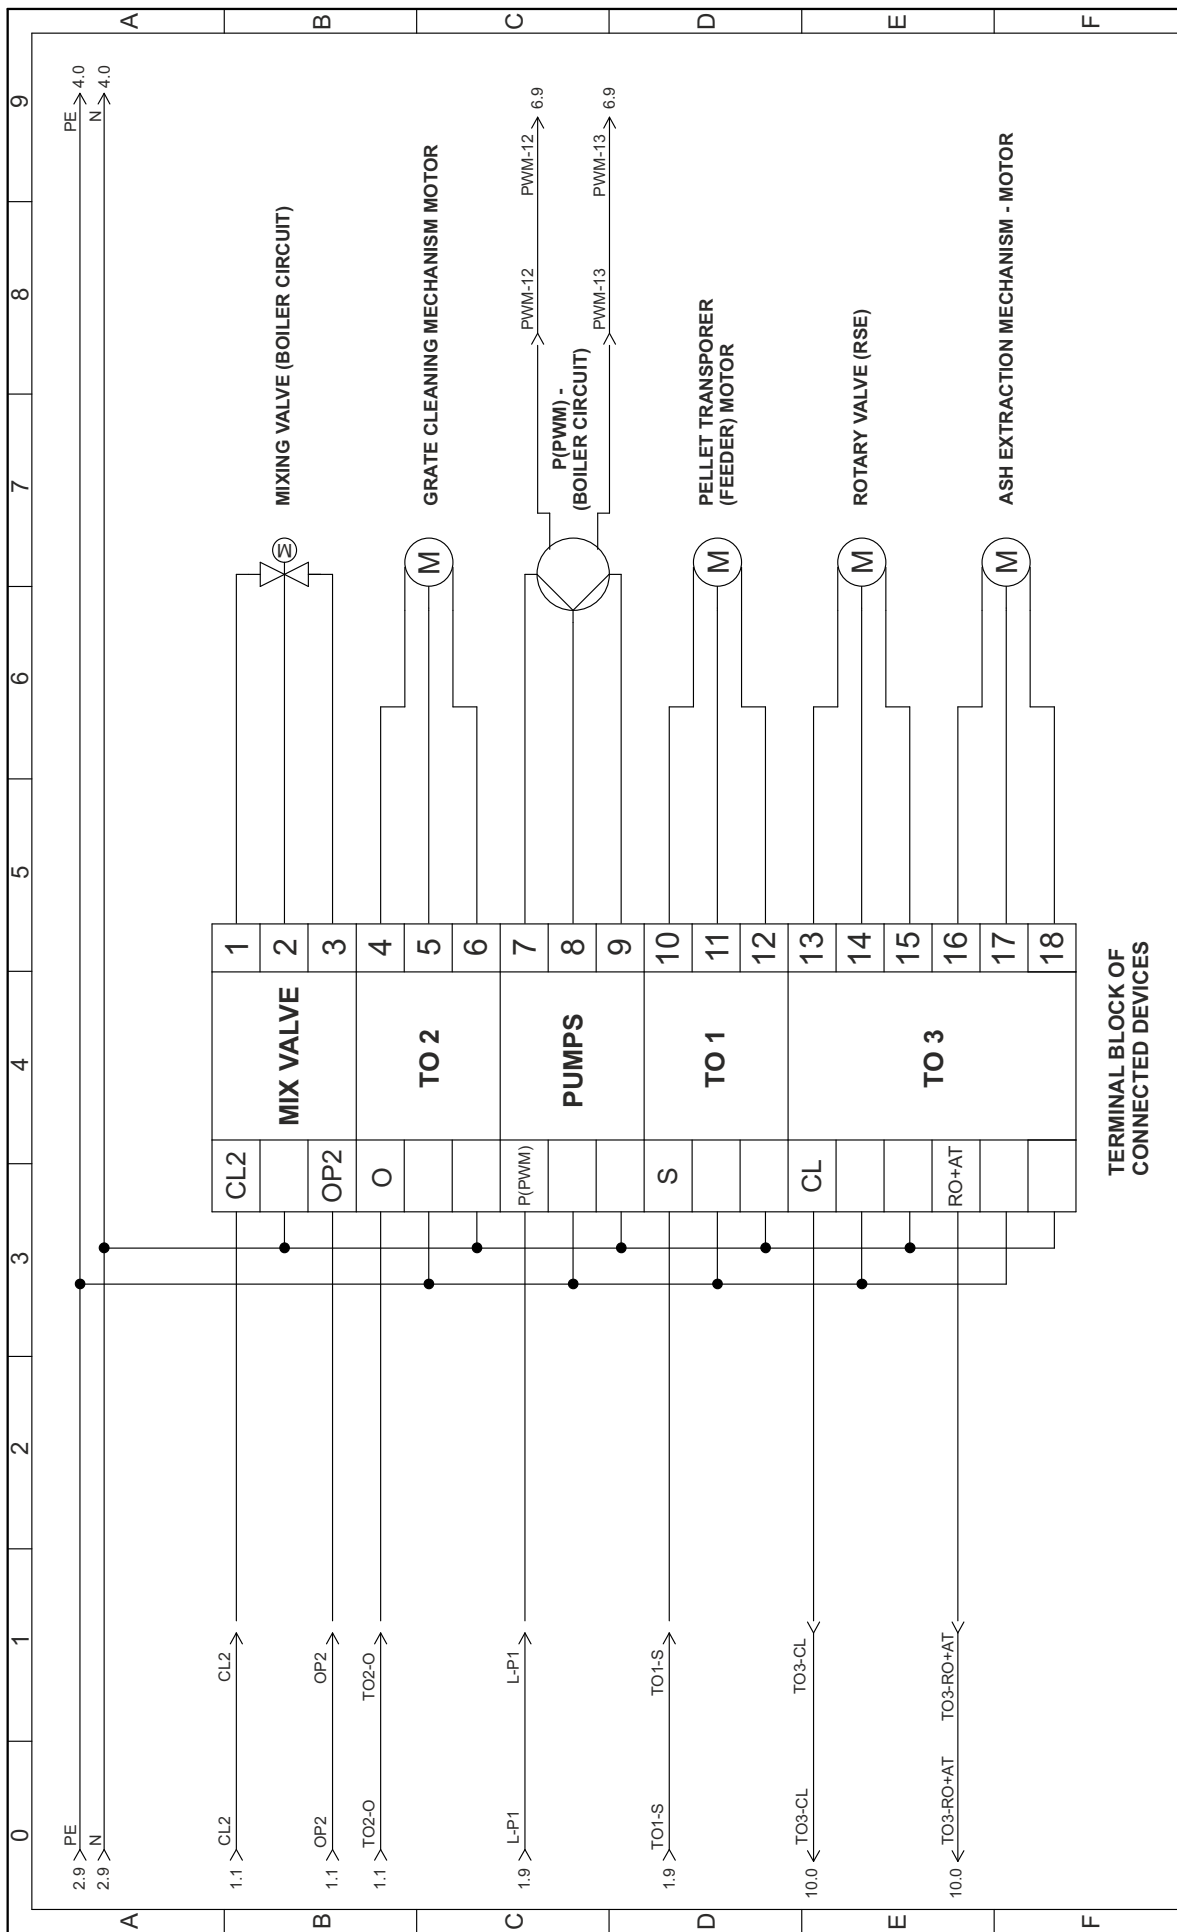 0 1 2 3 4 5 6 7 8 9
A A
B B
C C
D D
E E
F F
2.9 PE PE 4.0
2.9 N N 4.0
1.1 CL2 CL2
1.1 OP2 OP2
1.1 TO2-O TO2-O
1.9 L-P1 L-P1
1.9 TO1-S TO1-S
10.0 TO3-CL TO3-CL
10.0 TO3-RO+AT TO3-RO+AT
CL2 1
MIX VALVE 2
OP2 3
O 4
TO 2 5
6
P(PWM) 7
PUMPS 8
9
S 10
TO 1 11
12
CL 13
14
15
TO 3
RO+AT 16
17
18
TERMINAL BLOCK OF
CONNECTED DEVICES
M
MIXING VALVE (BOILER CIRCUIT)
M
GRATE CLEANING MECHANISM MOTOR
P(PWM) -
(BOILER CIRCUIT)
PWM-12 PWM-12 6.9
PWM-13 PWM-13 6.9
M
PELLET TRANSPORER
(FEEDER) MOTOR
M
ROTARY VALVE (RSE)
M
ASH EXTRACTION MECHANISM - MOTOR